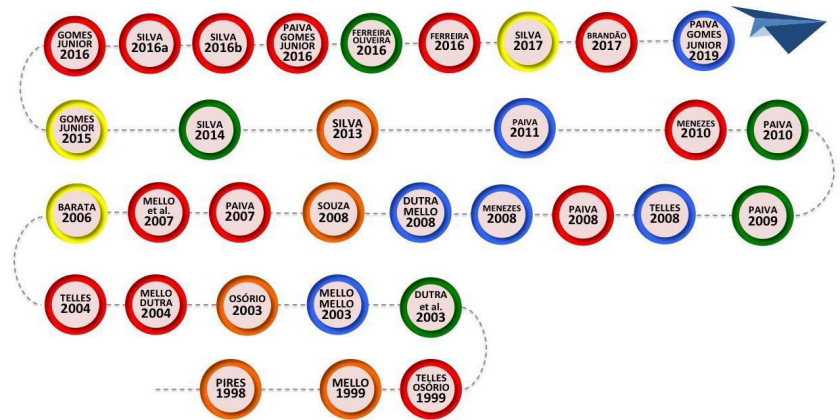 GOMES
JUNIOR
2016
SILVA
2016a
SILVA
2016b
PAIVA
GOMES
JUNIOR
2016
FERREIRA
OLIVEIRA
2016
FERREIRA
2016
SILVA
2017
BRANDÃO
2017
PAIVA
GOMES
JUNIOR
2019
GOMES
JUNIOR
2015
SILVA
2014
SILVA
2013
PAIVA
2011
MENEZES
2010
PAIVA
2010
BARATA
2006
MELLO
et al.
2007
PAIVA
2007
SOUZA
2008
DUTRA
MELLO
2008
MENEZES
2008
PAIVA
2008
TELLES
2008
PAIVA
2009
TELLES
2004
MELLO
DUTRA
2004
OSÓRIO
2003
MELLO
MELLO
2003
DUTRA
et al.
2003
PIRES
1998
MELLO
1999
TELLES
OSÓRIO
1999